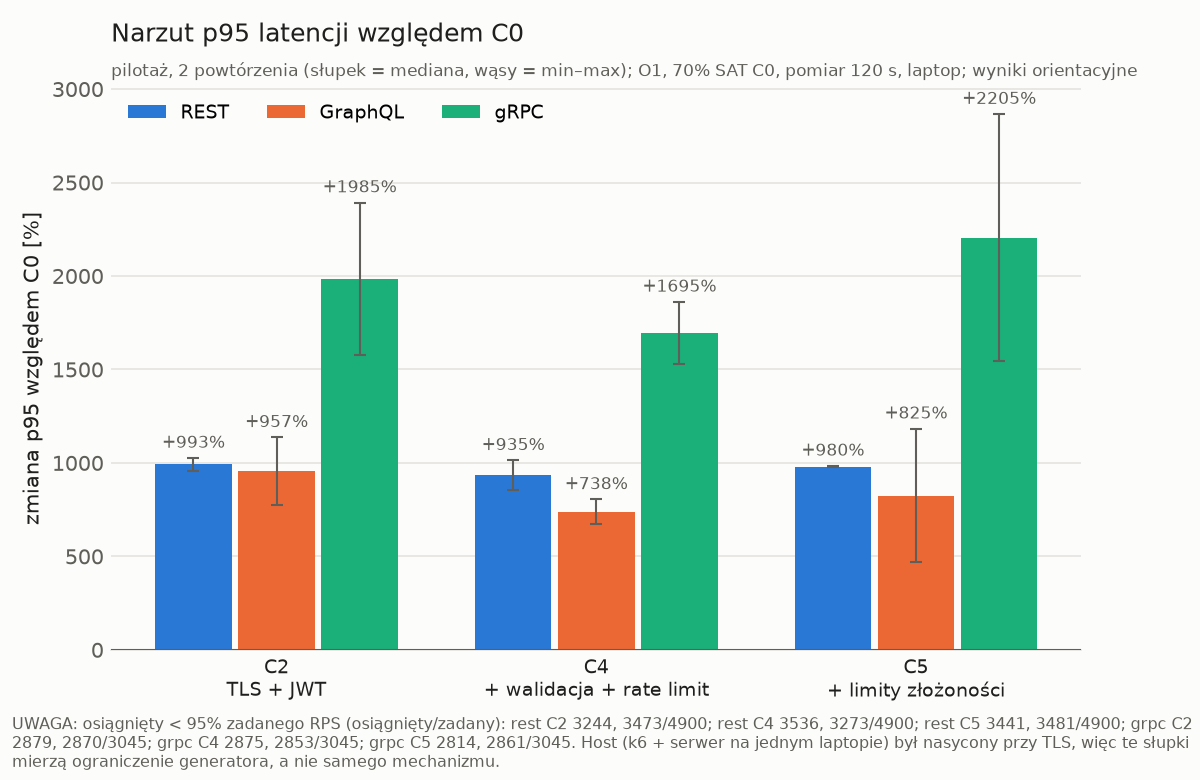 Narzut p95 latencji względem C0
pilotaż, 2 powtórzenia (słupek = mediana, wąsy = min–max); O1, 70% SAT C0, pomiar 120 s, laptop; wyniki orientacyjne
REST
GraphQL
gRPC
zmiana p95 względem C0 [%]
3000
2500
2000
1500
1000
500
0
+993%
+957%
+1985%
+935%
+738%
+1695%
+980%
+825%
+2205%
C2
TLS + JWT
C4
+ walidacja + rate limit
C5
+ limity złożoności
UWAGA: osiągnięty < 95% zadanego RPS (osiągnięty/zadany): rest C2 3244, 3473/4900; rest C4 3536, 3273/4900; rest C5 3441, 3481/4900; grpc C2
2879, 2870/3045; grpc C4 2875, 2853/3045; grpc C5 2814, 2861/3045. Host (k6 + serwer na jednym laptopie) był nasycony przy TLS, więc te słupki
mierzą ograniczenie generatora, a nie samego mechanizmu.